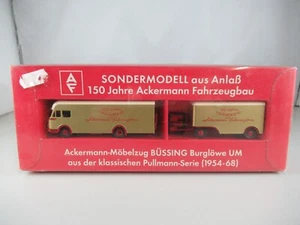 AF
SONDERMODELL aus Anlaß
150 Jahre Ackermann Fahrzeugbau
Ackermann-Möbelzug BÜSSING Burglöwe UM
aus der klassischen Pullmann-Serie (1954-68)